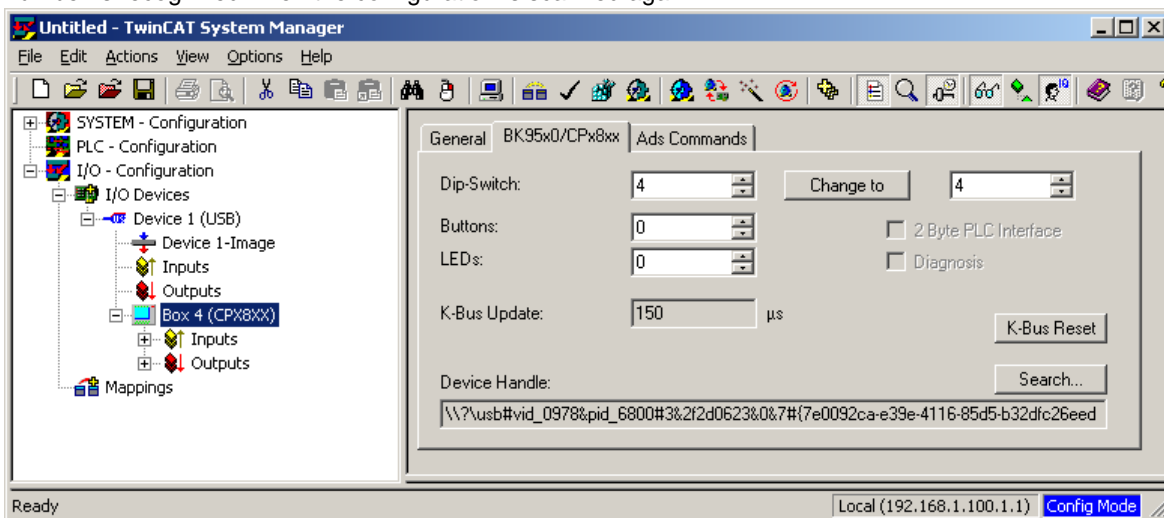 Untitled - TwinCAT System Manager
File Edit Actions View Options Help
SYSTEM - Configuration
PLC - Configuration
I/O - Configuration
I/O Devices
Device 1 (USB)
Device 1-Image
Inputs
Outputs
Box 4 (CPX8XX)
Inputs
Outputs
Mappings
General BK95x0/CPx8xx Ads Commands
Dip-Switch: 4 Change to 4
Buttons: 0 2 Byte PLC Interface
LEDs: 0 Diagnosis
K-Bus Update: 150 µs
K-Bus Reset
Device Handle: Search...
\\?\usb#vid_0978&pid_6800#3&2f2d0623&0&7#{7e0092ca-e39e-4116-85d5-b32dfc26eed
Ready Local (192.168.1.100.1.1) Config Mode